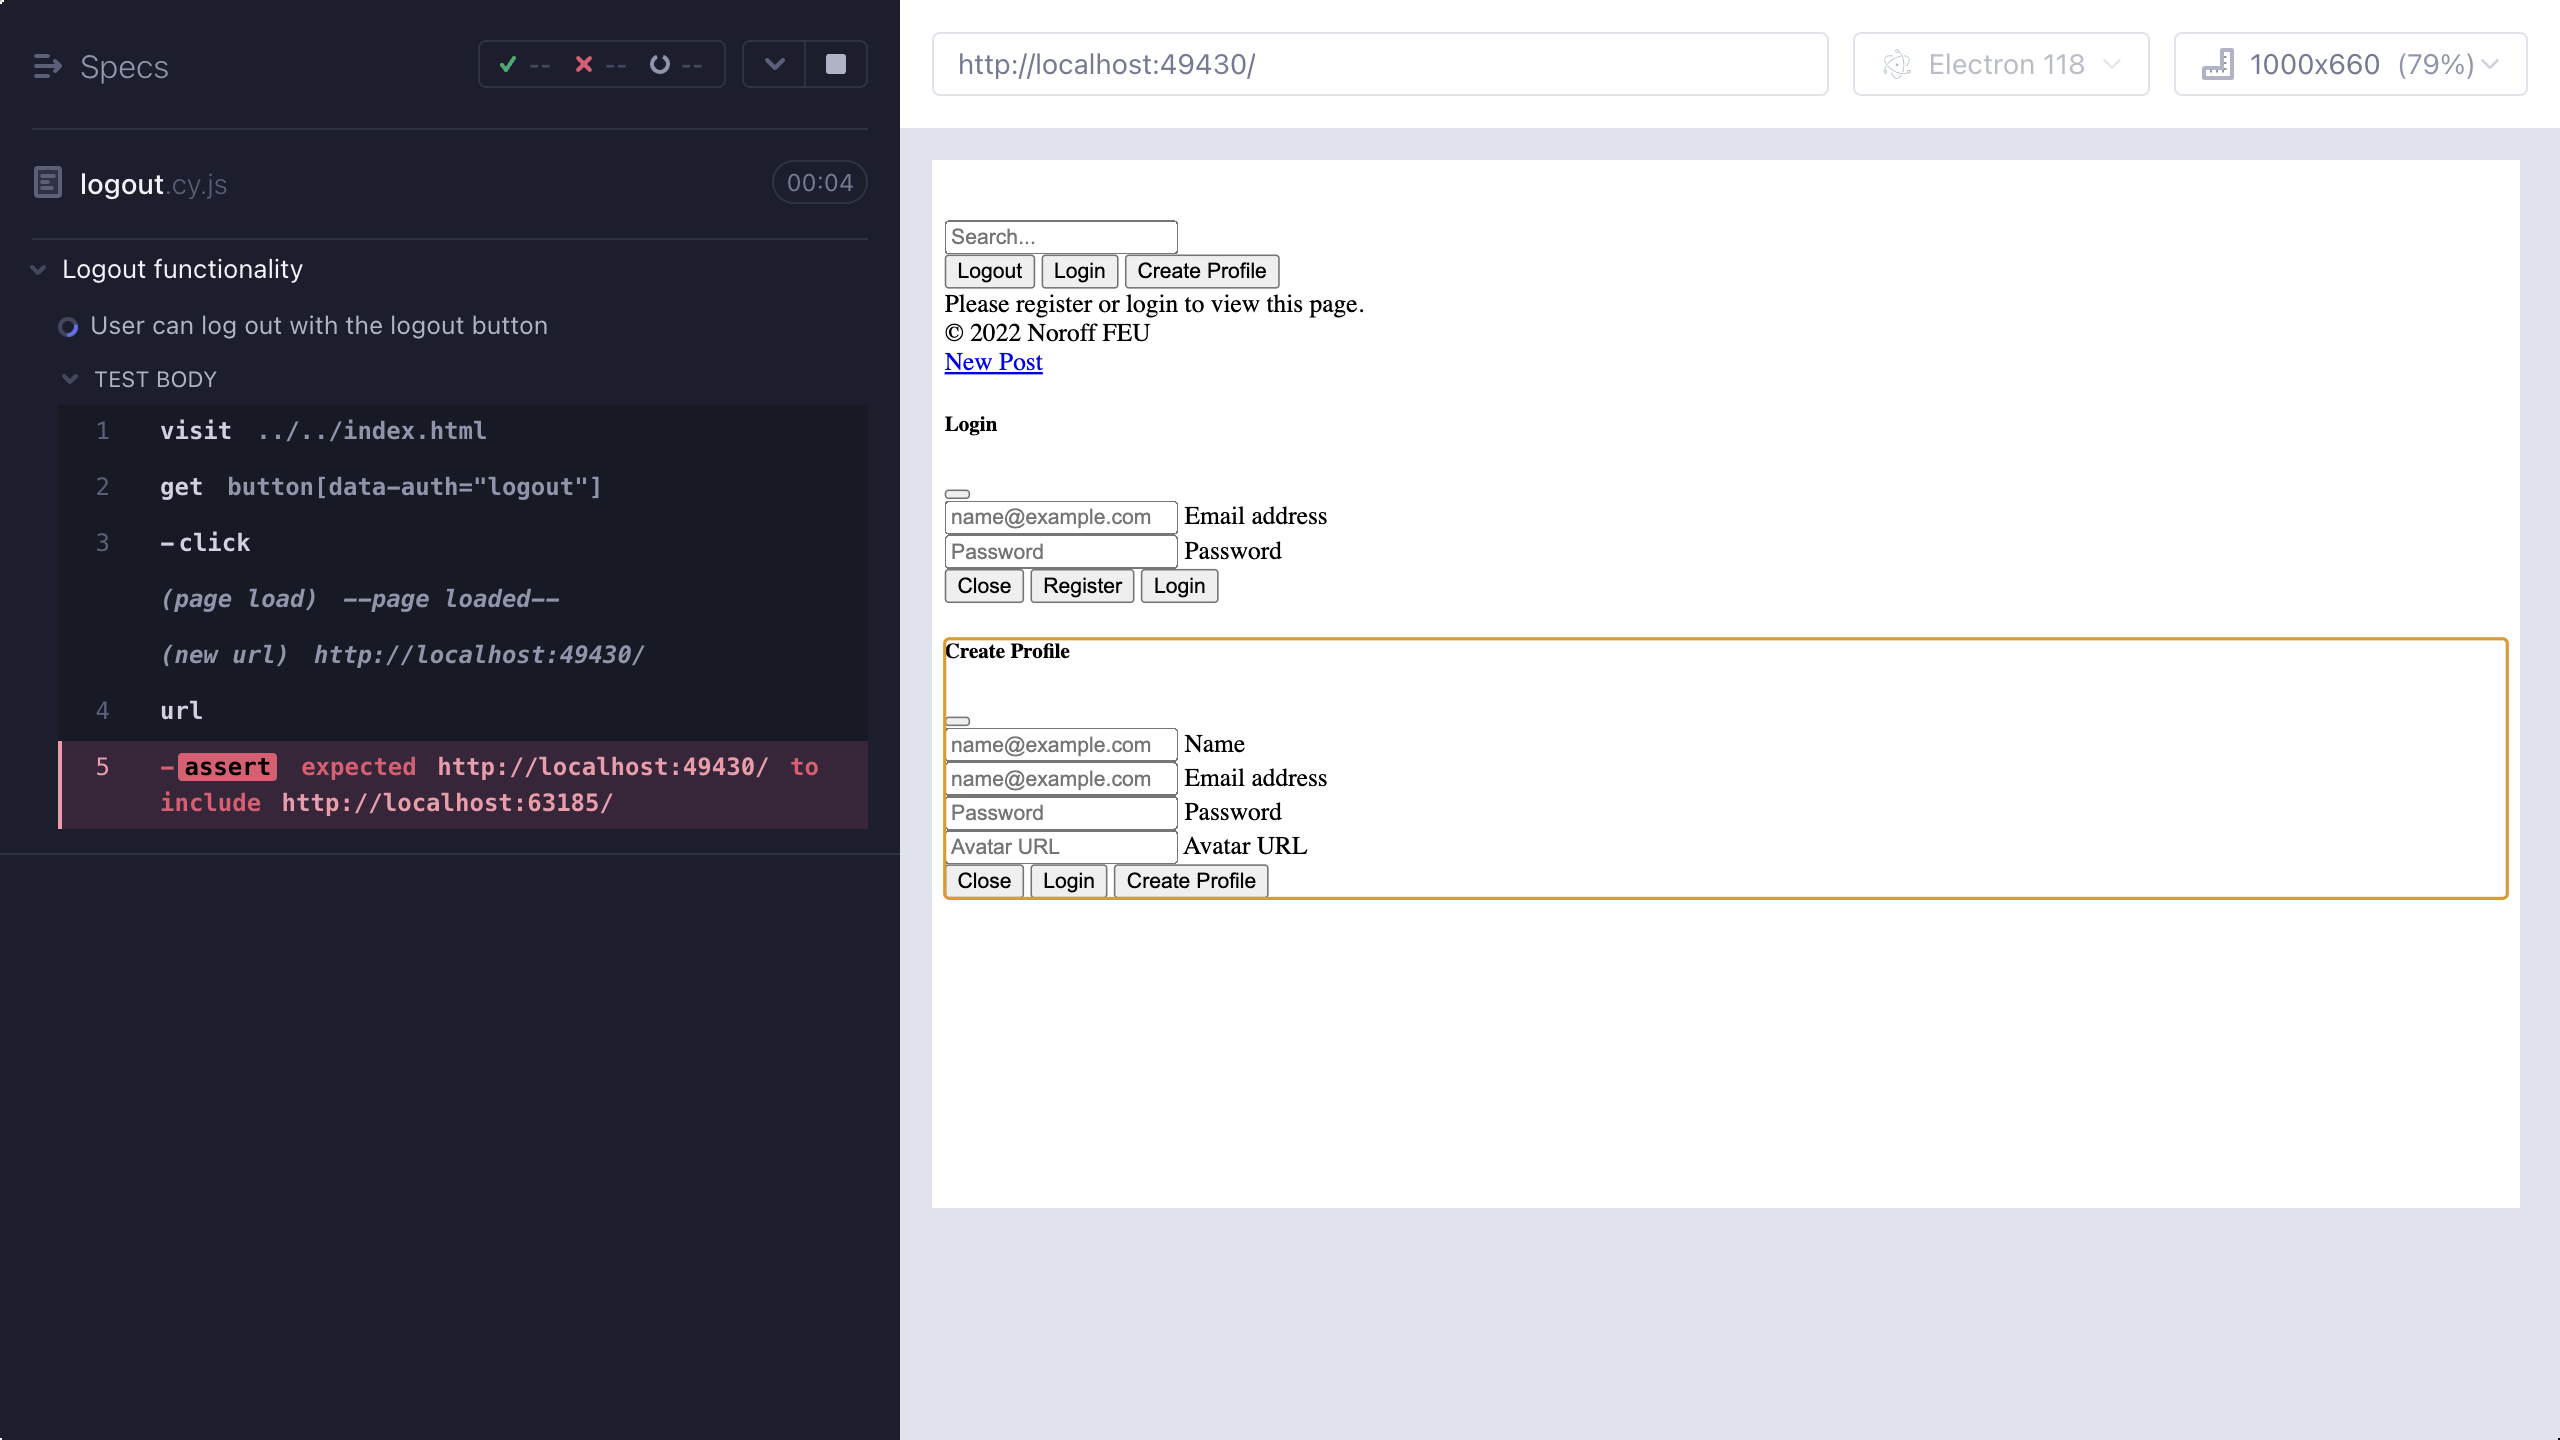 Specs
-- -- --
logout.cy.js 00:04
Logout functionality
User can log out with the logout button
TEST BODY
1 visit ../../index.html
2 get button[data-auth="logout"]
3 -click
(page load) --page loaded--
(new url) http://localhost:49430/
4 url
5 -assert expected http://localhost:49430/ to
include http://localhost:63185/
http://localhost:49430/ Electron 118 1000x660 (79%)
Search...
Logout Login Create Profile
Please register or login to view this page.
© 2022 Noroff FEU
New Post
Login
name@example.com Email address
Password Password
Close Register Login
Create Profile
name@example.com Name
name@example.com Email address
Password Password
Avatar URL Avatar URL
Close Login Create Profile